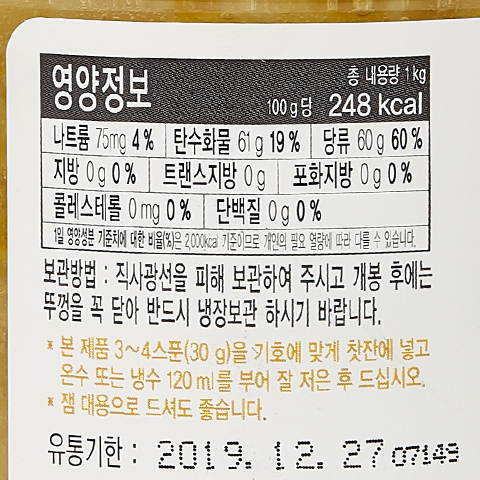 영양정보 총 내용량 1 kg
100 g 당 248 kcal
나트륨 75mg 4% 탄수화물 61g 19% 당류 60g 60%
지방 0g 0% 트랜스지방 0g 포화지방 0g 0%
콜레스테롤 0mg 0% 단백질 0g 0%
1일 영양성분 기준치에 대한 비율(%)은 2,000kcal 기준이므로 개인의 필요 열량에 따라 다를 수 있습니다.
보관방법 : 직사광선을 피해 보관하여 주시고 개봉 후에는
뚜껑을 꼭 닫아 반드시 냉장보관 하시기 바랍니다.
* 본 제품 3~4스푼(30 g)을 기호에 맞게 찻잔에 넣고
온수 또는 냉수 120 ml를 부어 잘 저은 후 드십시오.
* 잼 대용으로 드셔도 좋습니다.
유통기한 : 2019. 12. 27 07149